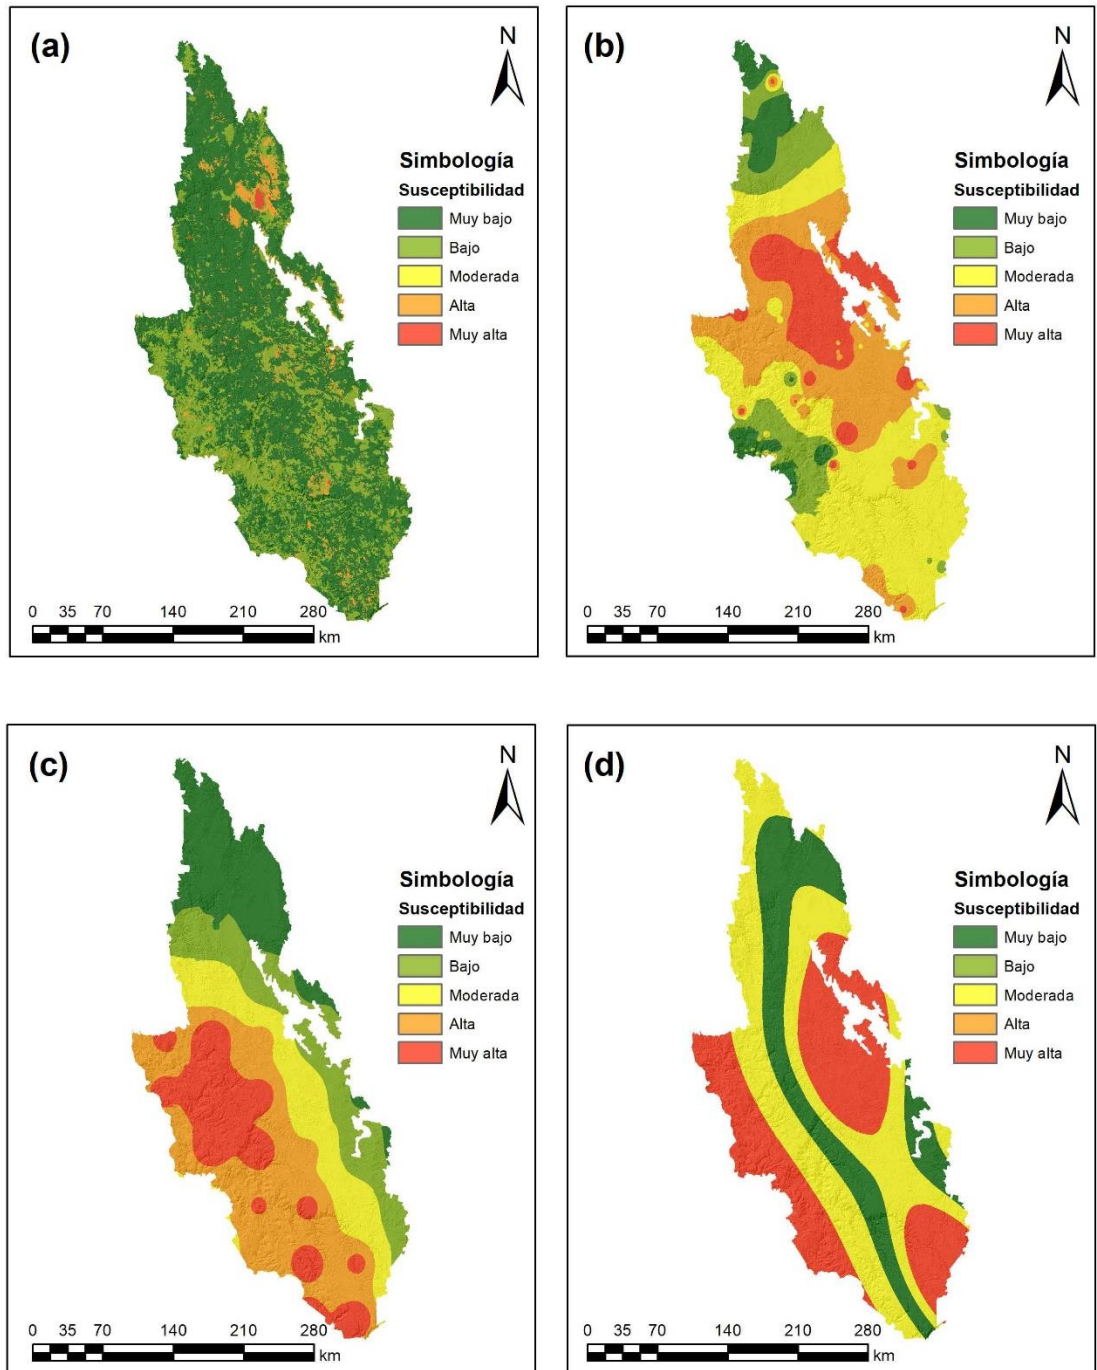 (a)
N
Simbología
Susceptibilidad
Muy bajo
Bajo
Moderada
Alta
Muy alta
0 35 70 140 210 280
km
(b)
N
Simbología
Susceptibilidad
Muy bajo
Bajo
Moderada
Alta
Muy alta
0 35 70 140 210 280
km
(c)
N
Simbología
Susceptibilidad
Muy bajo
Bajo
Moderada
Alta
Muy alta
0 35 70 140 210 280
km
(d)
N
Simbología
Susceptibilidad
Muy bajo
Bajo
Moderada
Alta
Muy alta
0 35 70 140 210 280
km